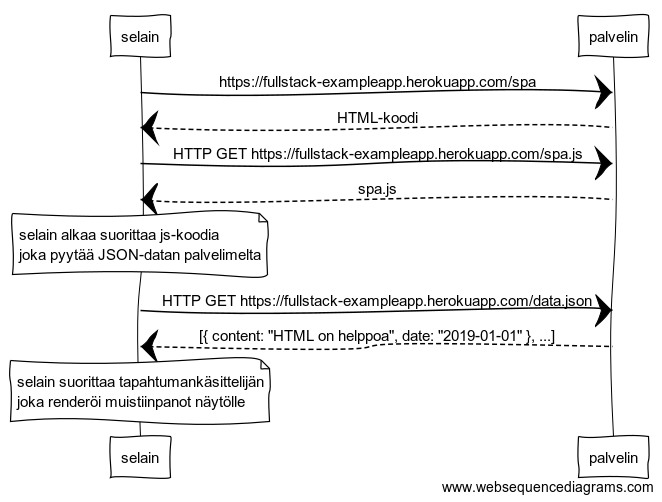 selain
palvelin
https://fullstack-exampleapp.herokuapp.com/spa
HTML-koodi
HTTP GET https://fullstack-exampleapp.herokuapp.com/spa.js
spa.js
selain alkaa suorittaa js-koodia
joka pyytää JSON-datan palvelimelta
HTTP GET https://fullstack-exampleapp.herokuapp.com/data.json
[{ content: "HTML on helppoa", date: "2019-01-01" }, ...]
selain suorittaa tapahtumankäsittelijän
joka renderöi muistiinpanot näytölle
selain
palvelin
www.websequencediagrams.com